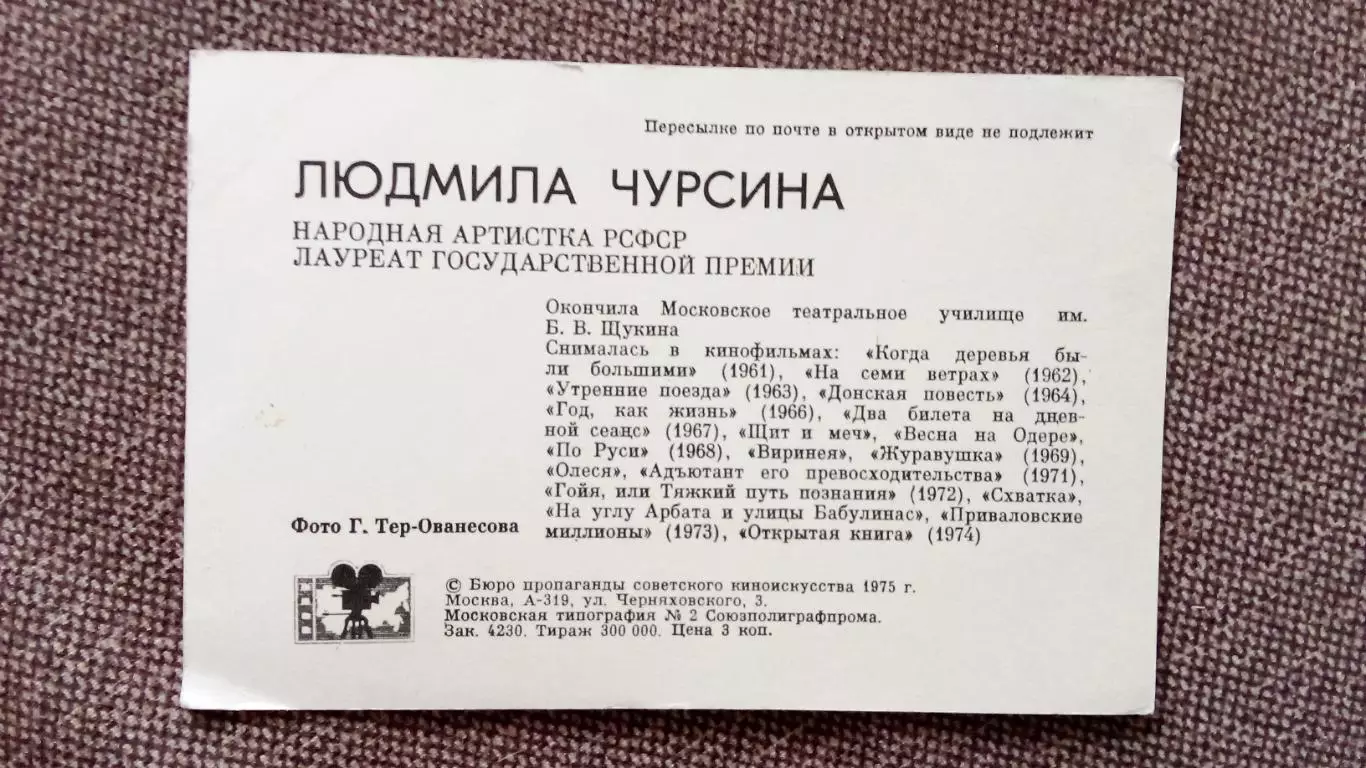 Пересылке по почте в открытом виде не подлежит
ЛЮДМИЛА ЧУРСИНА
НАРОДНАЯ АРТИСТКА РСФСР
ЛАУРЕАТ ГОСУДАРСТВЕННОЙ ПРЕМИИ
Окончила Московское театральное училище им.
Б. В. Щукина
Снималась в кинофильмах: «Когда деревья бы-
ли большими» (1961), «На семи ветрах» (1962),
«Утренние поезда» (1963), «Донская повесть» (1964),
«Год, как жизнь» (1966), «Два билета на днев-
ной сеанс» (1967), «Щит и меч», «Весна на Одере»,
«По Руси» (1968), «Виринея», «Журавушка» (1969),
«Олеся», «Адъютант его превосходительства» (1971),
«Гойя, или Тяжкий путь познания» (1972), «Схватка»,
«На углу Арбата и улицы Бабулинас», «Приваловские
миллионы» (1973), «Открытая книга» (1974)
Фото Г. Тер-Ованесова
© Бюро пропаганды советского киноискусства 1975 г.
Москва, А-319, ул. Черняховского, 3.
Московская типография № 2 Союзполиграфпрома.
Зак. 4230. Тираж 300 000. Цена 3 коп.